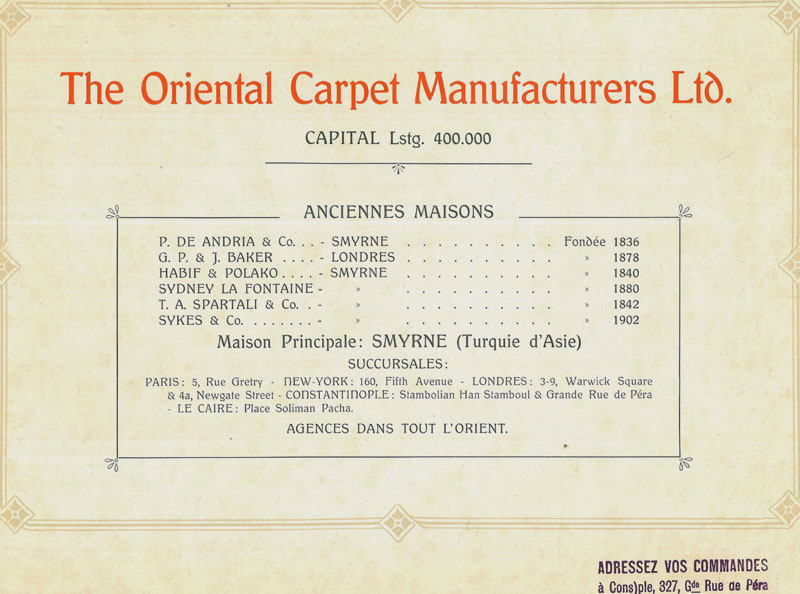 The Oriental Carpet Manufacturers Ltd.
CAPITAL Lstg. 400.000
ANCIENNES MAISONS
P. DE ANDRIA & Co. . . - SMYRNE . . . . . . . . . . Fondée 1836
G. P. & J. BAKER . . . . - LONDRES . . . . . . . . . . » 1878
HABIF & POLAKO . . . . - SMYRNE . . . . . . . . . . » 1840
SYDNEY LA FONTAINE - » . . . . . . . . . . » 1880
T. A. SPARTALI & Co. . - » . . . . . . . . . . » 1842
SYKES & Co. . . . . . . . - » . . . . . . . . . . » 1902
Maison Principale: SMYRNE (Turquie d'Asie)
SUCCURSALES:
PARIS: 5, Rue Gretry - NEW-YORK: 160, Fifth Avenue - LONDRES: 3-9, Warwick Square
& 4a, Newgate Street - CONSTANTINOPLE: Stambolian Han Stamboul & Grande Rue de Péra
- LE CAIRE: Place Soliman Pacha.
AGENCES DANS TOUT L'ORIENT.
ADRESSEZ VOS COMMANDES
à Cons)ple, 327, Gde Rue de Péra